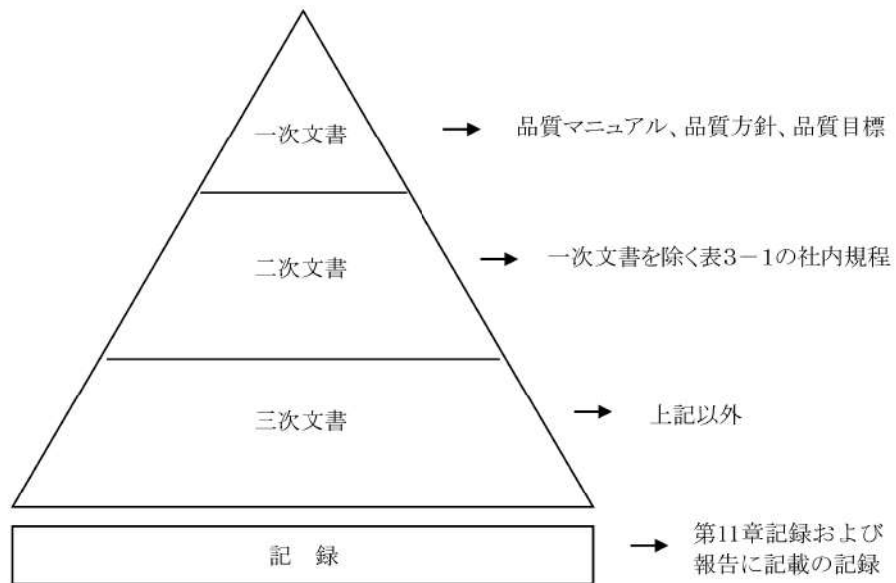 一次文書
品質マニュアル、品質方針、品質目標
二次文書
一次文書を除く表3-1の社内規程
三次文書
上記以外
記 録
第11章記録および
報告に記載の記録